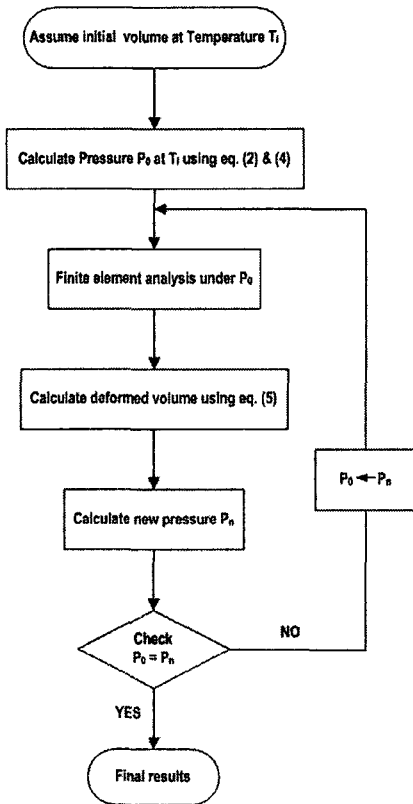 Assume initial volume at Temperature Tᵢ
Calculate Pressure P₀ at Tᵢ using eq. (2) & (4)
Finite element analysis under P₀
Calculate deformed volume using eq. (5)
Calculate new pressure Pₙ
P₀ ← Pₙ
Check
P₀ = Pₙ
NO
YES
Final results